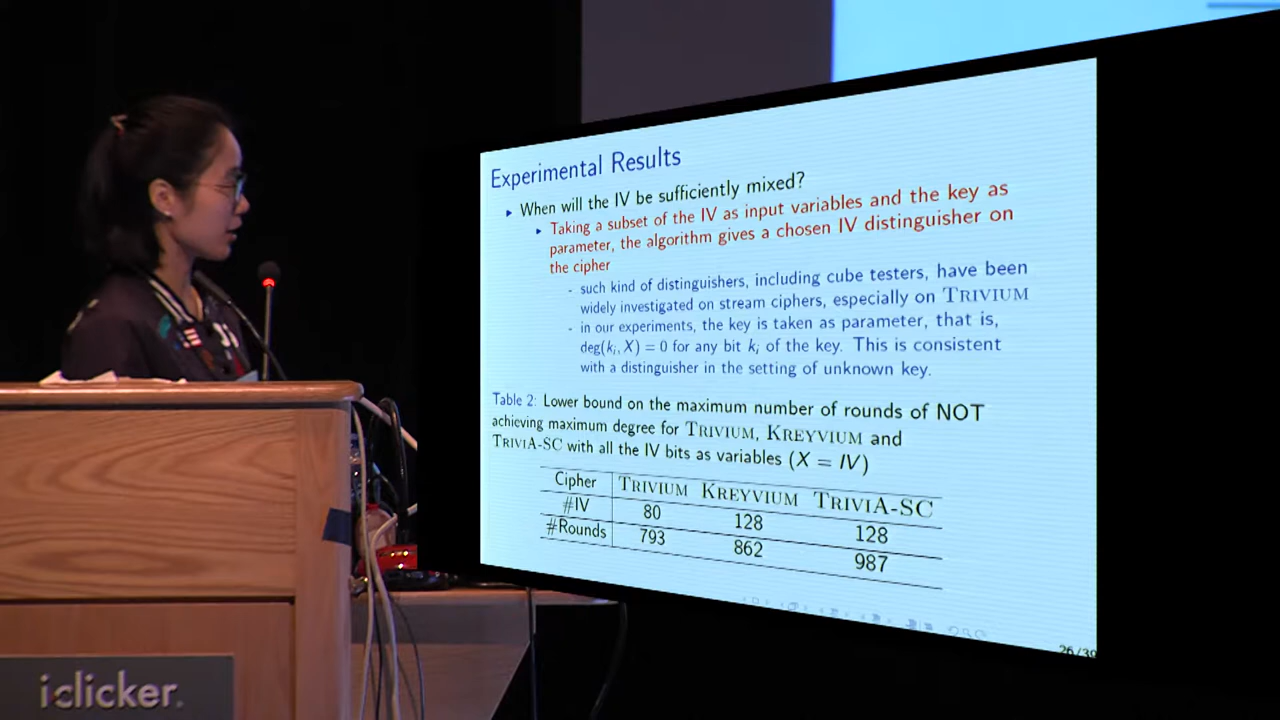 Experimental Results
▸ When will the IV be sufficiently mixed?
▸ Taking a subset of the IV as input variables and the key as
parameter, the algorithm gives a chosen IV distinguisher on
the cipher
- such kind of distinguishers, including cube testers, have been
widely investigated on stream ciphers, especially on TRIVIUM
- in our experiments, the key is taken as parameter, that is,
deg(kᵢ, X) = 0 for any bit kᵢ of the key. This is consistent
with a distinguisher in the setting of unknown key.
Table 2: Lower bound on the maximum number of rounds of NOT
achieving maximum degree for TRIVIUM, KREYVIUM and
TRIVIA-SC with all the IV bits as variables (X = IV)
Cipher TRIVIUM KREYVIUM TRIVIA-SC
#IV 80 128 128
#Rounds 793 862 987
26/30
iclicker.